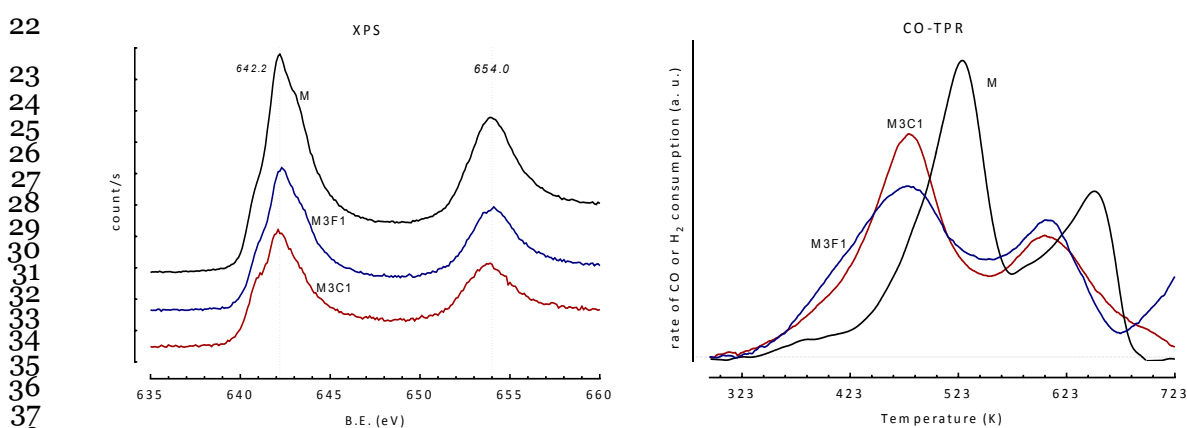 22
23
24
25
26
27
28
29
30
31
32
33
34
35
36
37
XPS
642.2
654.0
M
M3F1
M3C1
count/s
635 640 645 650 655 660
B.E. (eV)
CO-TPR
M
M3C1
M3F1
rate of CO or H2 consumption (a. u.)
323 423 523 623 723
Temperature (K)